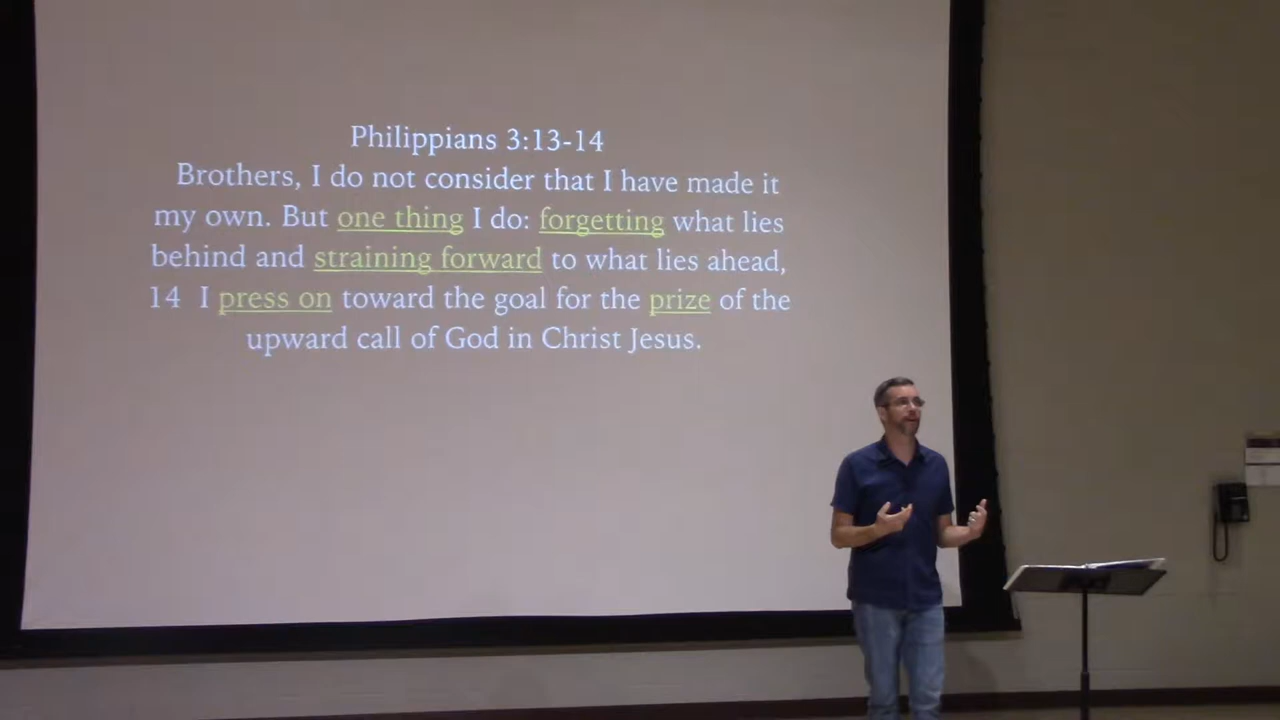 Philippians 3:13-14
Brothers, I do not consider that I have made it
my own. But one thing I do: forgetting what lies
behind and straining forward to what lies ahead,
14 I press on toward the goal for the prize of the
upward call of God in Christ Jesus.